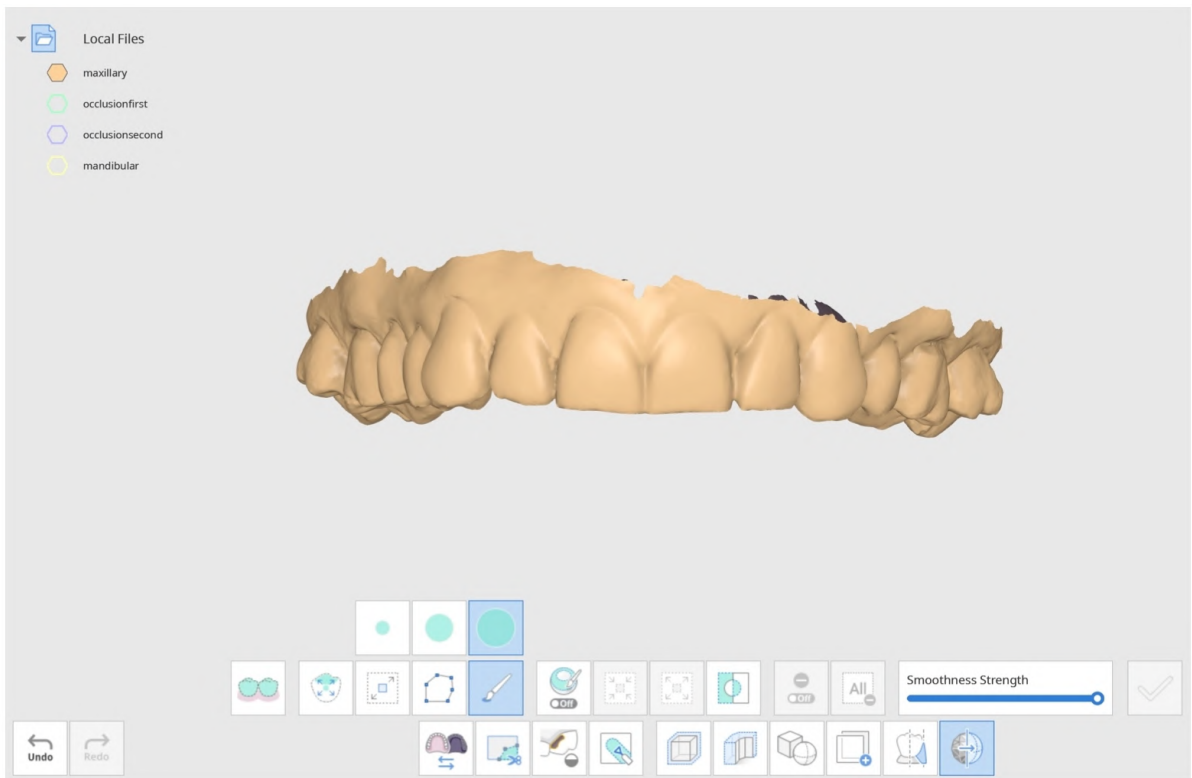 Local Files
maxillary
occlusionfirst
occlusionsecond
mandibular
Off
Off
All
Smoothness Strength
Undo
Redo